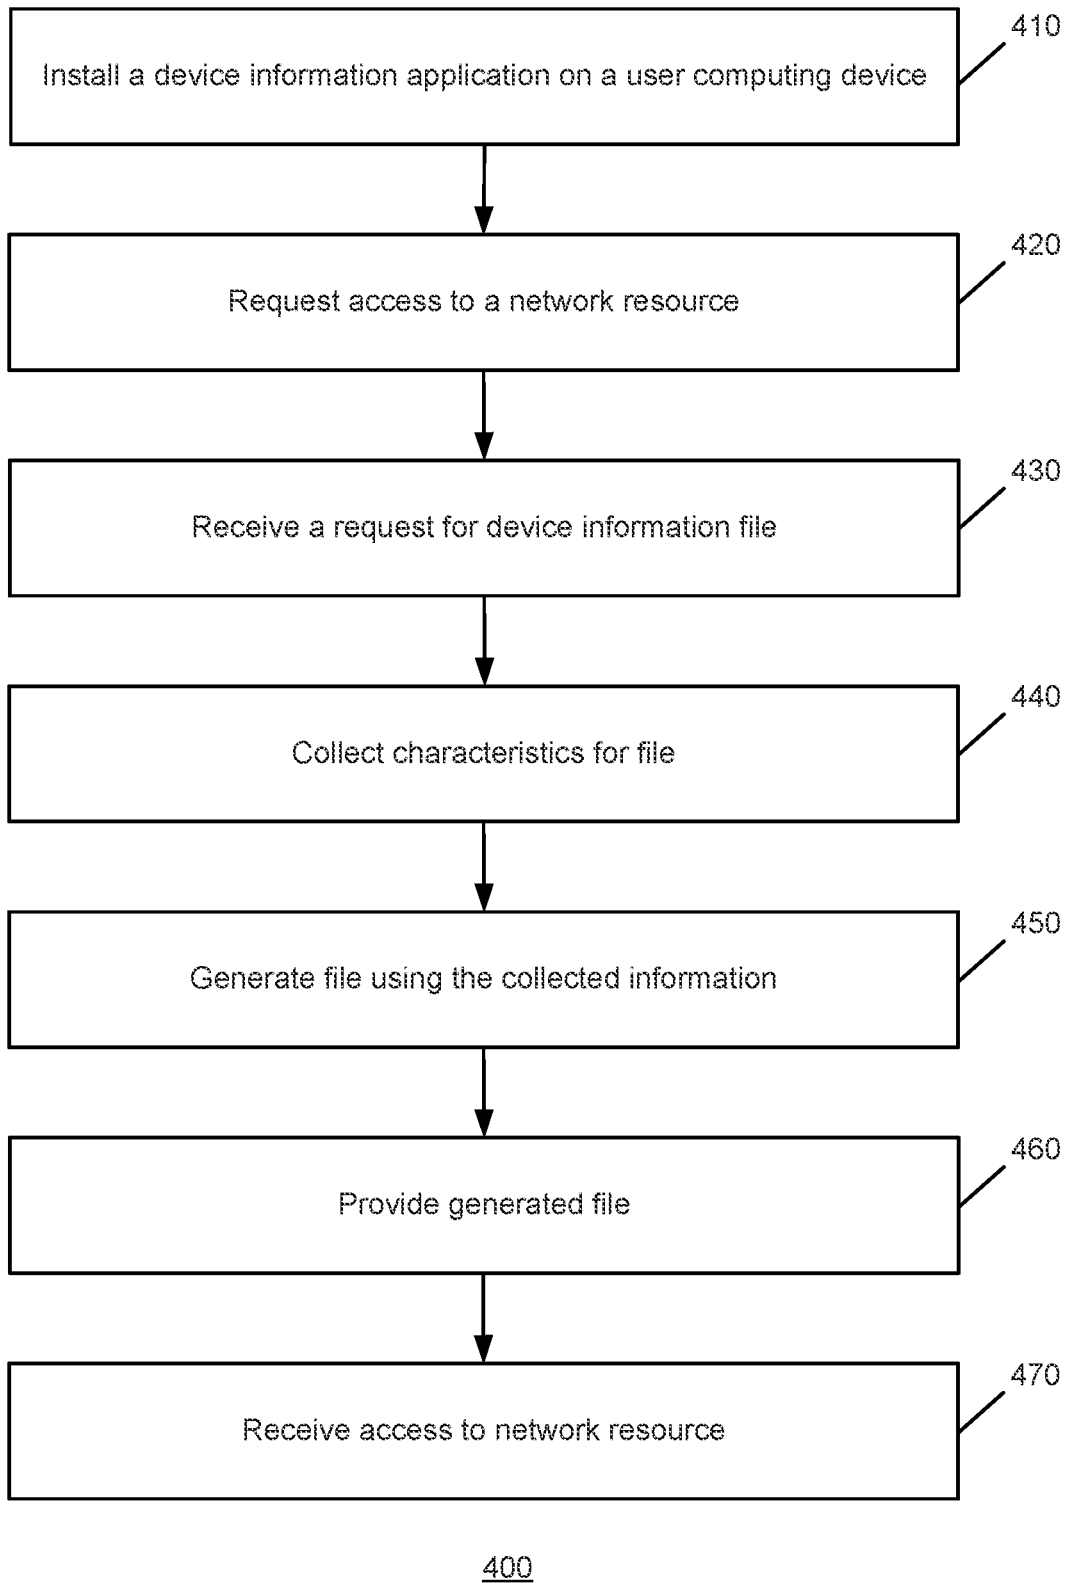 410
Install a device information application on a user computing device
420
Request access to a network resource
430
Receive a request for device information file
440
Collect characteristics for file
450
Generate file using the collected information
460
Provide generated file
470
Receive access to network resource
400